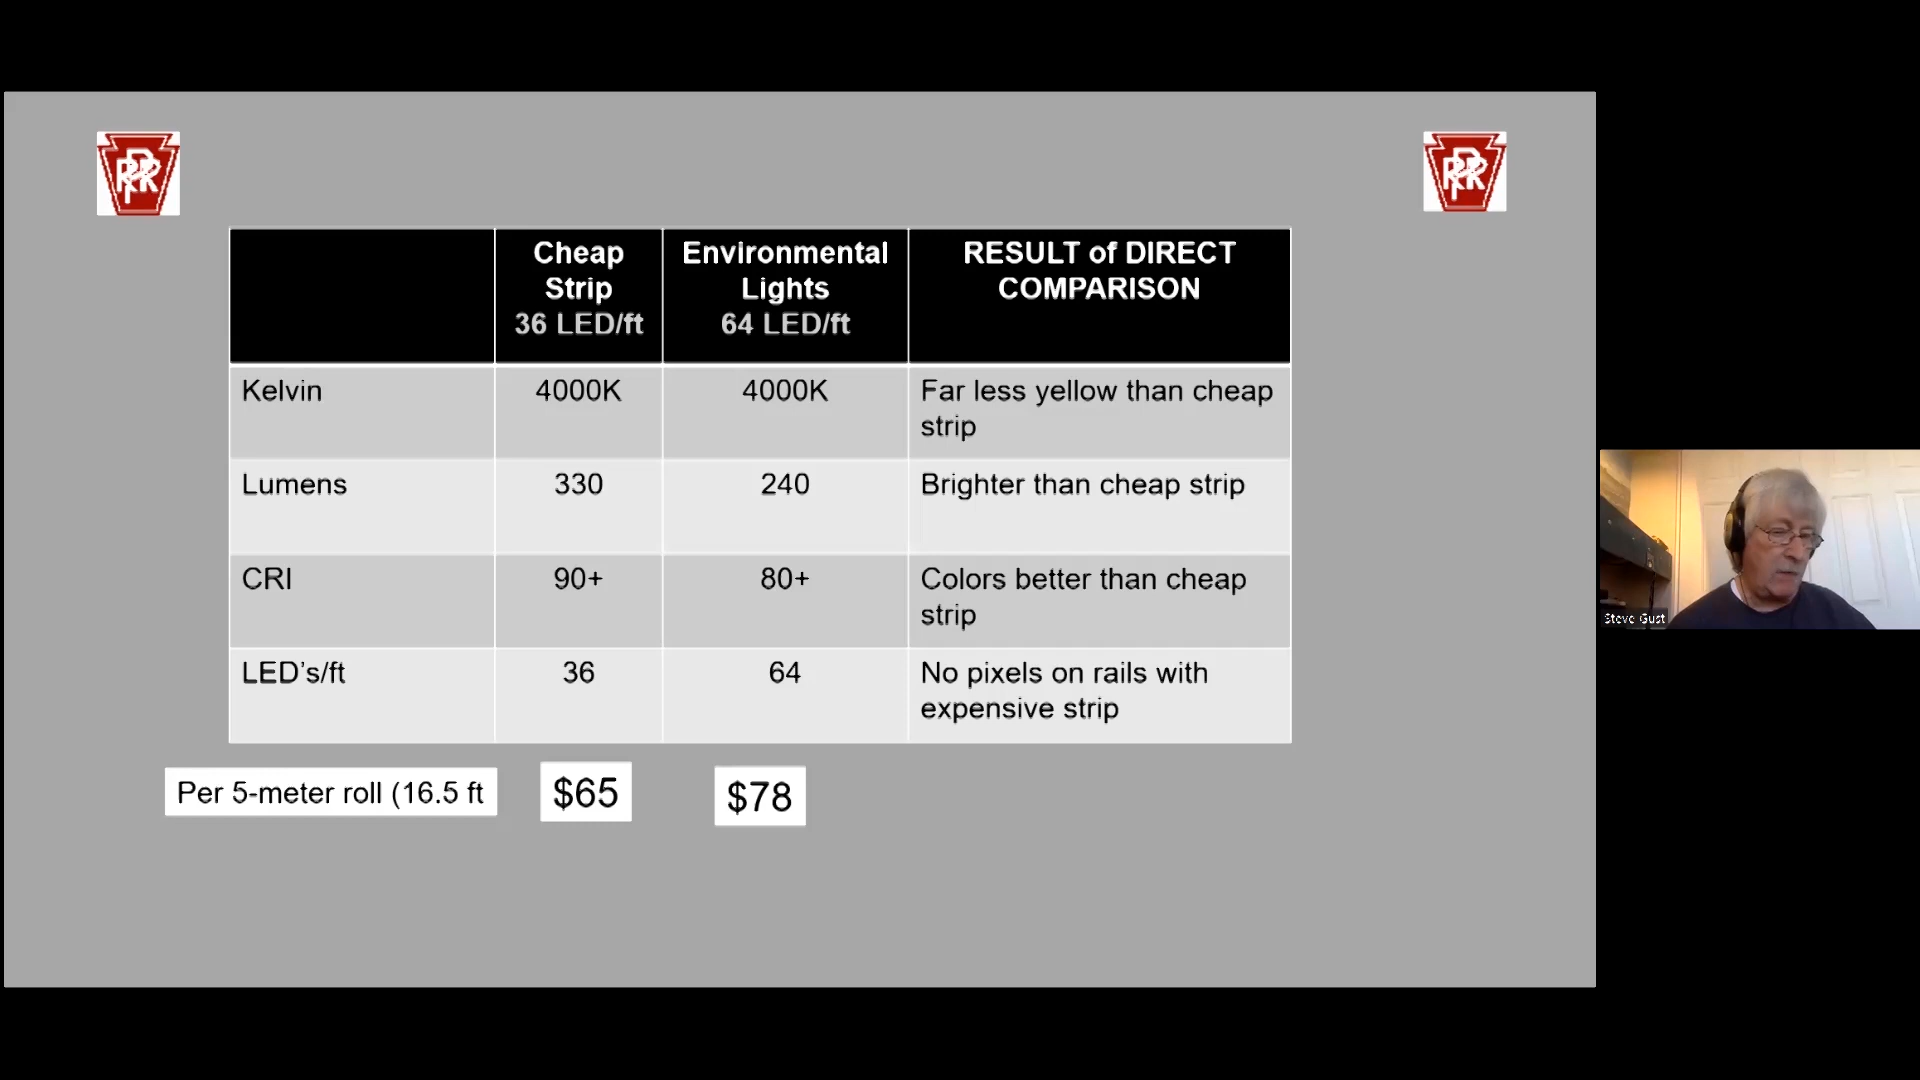 PRR
PRR
Cheap
Strip
36 LED/ft
Environmental
Lights
64 LED/ft
RESULT of DIRECT
COMPARISON
Kelvin
4000K
4000K
Far less yellow than cheap
strip
Lumens
330
240
Brighter than cheap strip
CRI
90+
80+
Colors better than cheap
strip
LED’s/ft
36
64
No pixels on rails with
expensive strip
Per 5-meter roll (16.5 ft
$65
$78
Steve Gust